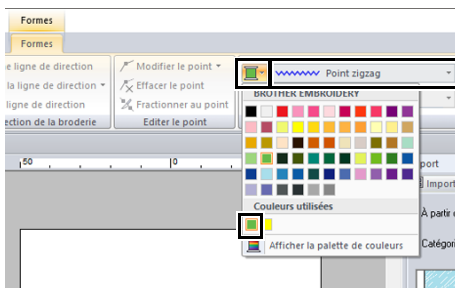 Formes
Formes
e ligne de direction
Modifier le point
Point zigzag
la ligne de direction
Effacer le point
BROTHER EMBROIDERY
ligne de direction
Fractionner au point
ection de la broderie
Editer le point
50
0
port
Import
Couleurs utilisées
À partir
Catégori
Afficher la palette de couleurs